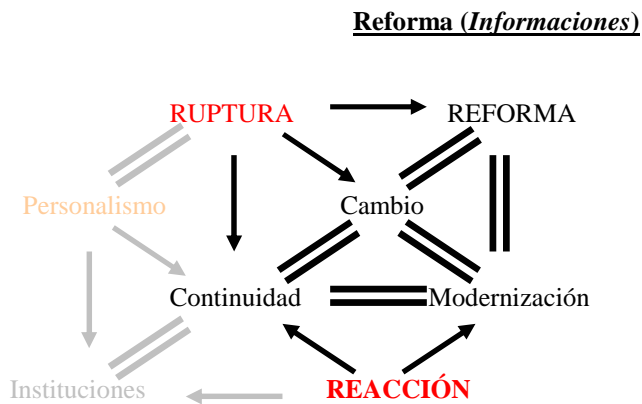 Reforma (Informaciones)
RUPTURA REFORMA
Personalismo Cambio
Continuidad Modernización
Instituciones REACCIÓN